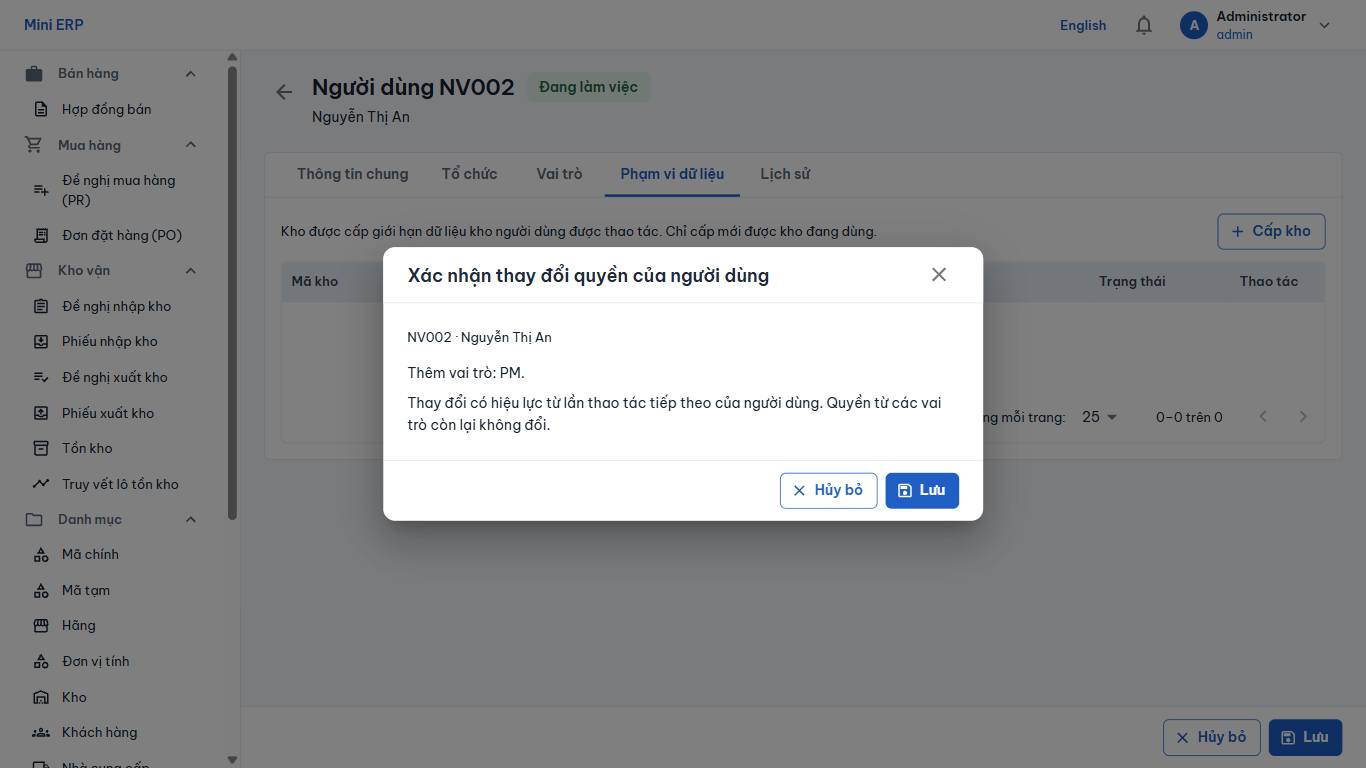 Mini ERP
English
A
Administrator
admin
Bán hàng
Hợp đồng bán
Mua hàng
Đề nghị mua hàng
(PR)
Đơn đặt hàng (PO)
Kho vận
Đề nghị nhập kho
Phiếu nhập kho
Đề nghị xuất kho
Phiếu xuất kho
Tồn kho
Truy vết lô tồn kho
Danh mục
Mã chính
Mã tạm
Hãng
Đơn vị tính
Kho
Khách hàng
Nhà cung cấp
Người dùng NV002
Đang làm việc
Nguyễn Thị An
Thông tin chung
Tổ chức
Vai trò
Phạm vi dữ liệu
Lịch sử
Kho được cấp giới hạn dữ liệu kho người dùng được thao tác. Chỉ cấp mới được kho đang dùng.
Cấp kho
Mã kho
Trạng thái
Thao tác
mỗi trang:
25
0–0 trên 0
Xác nhận thay đổi quyền của người dùng
NV002 · Nguyễn Thị An
Thêm vai trò: PM.
Thay đổi có hiệu lực từ lần thao tác tiếp theo của người dùng. Quyền từ các vai
trò còn lại không đổi.
Hủy bỏ
Lưu
Hủy bỏ
Lưu